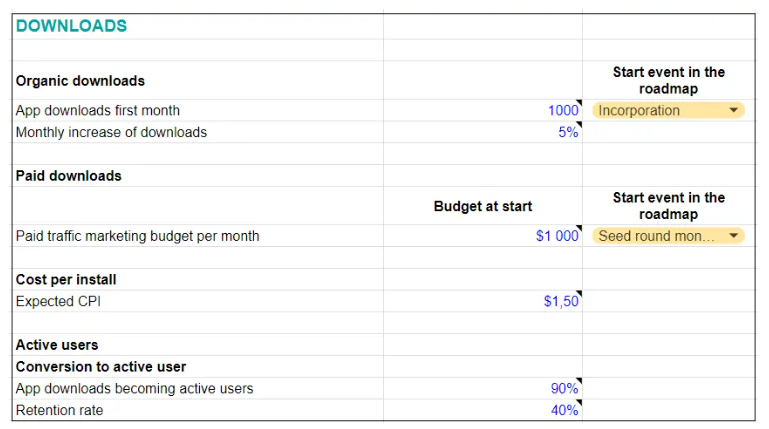 DOWNLOADS
Organic downloads
Start event in the
roadmap
App downloads first month 1000 Incorporation
Monthly increase of downloads 5%
Paid downloads
Budget at start
Start event in the
roadmap
Paid traffic marketing budget per month $1 000 Seed round mon...
Cost per install
Expected CPI $1,50
Active users
Conversion to active user
App downloads becoming active users 90%
Retention rate 40%